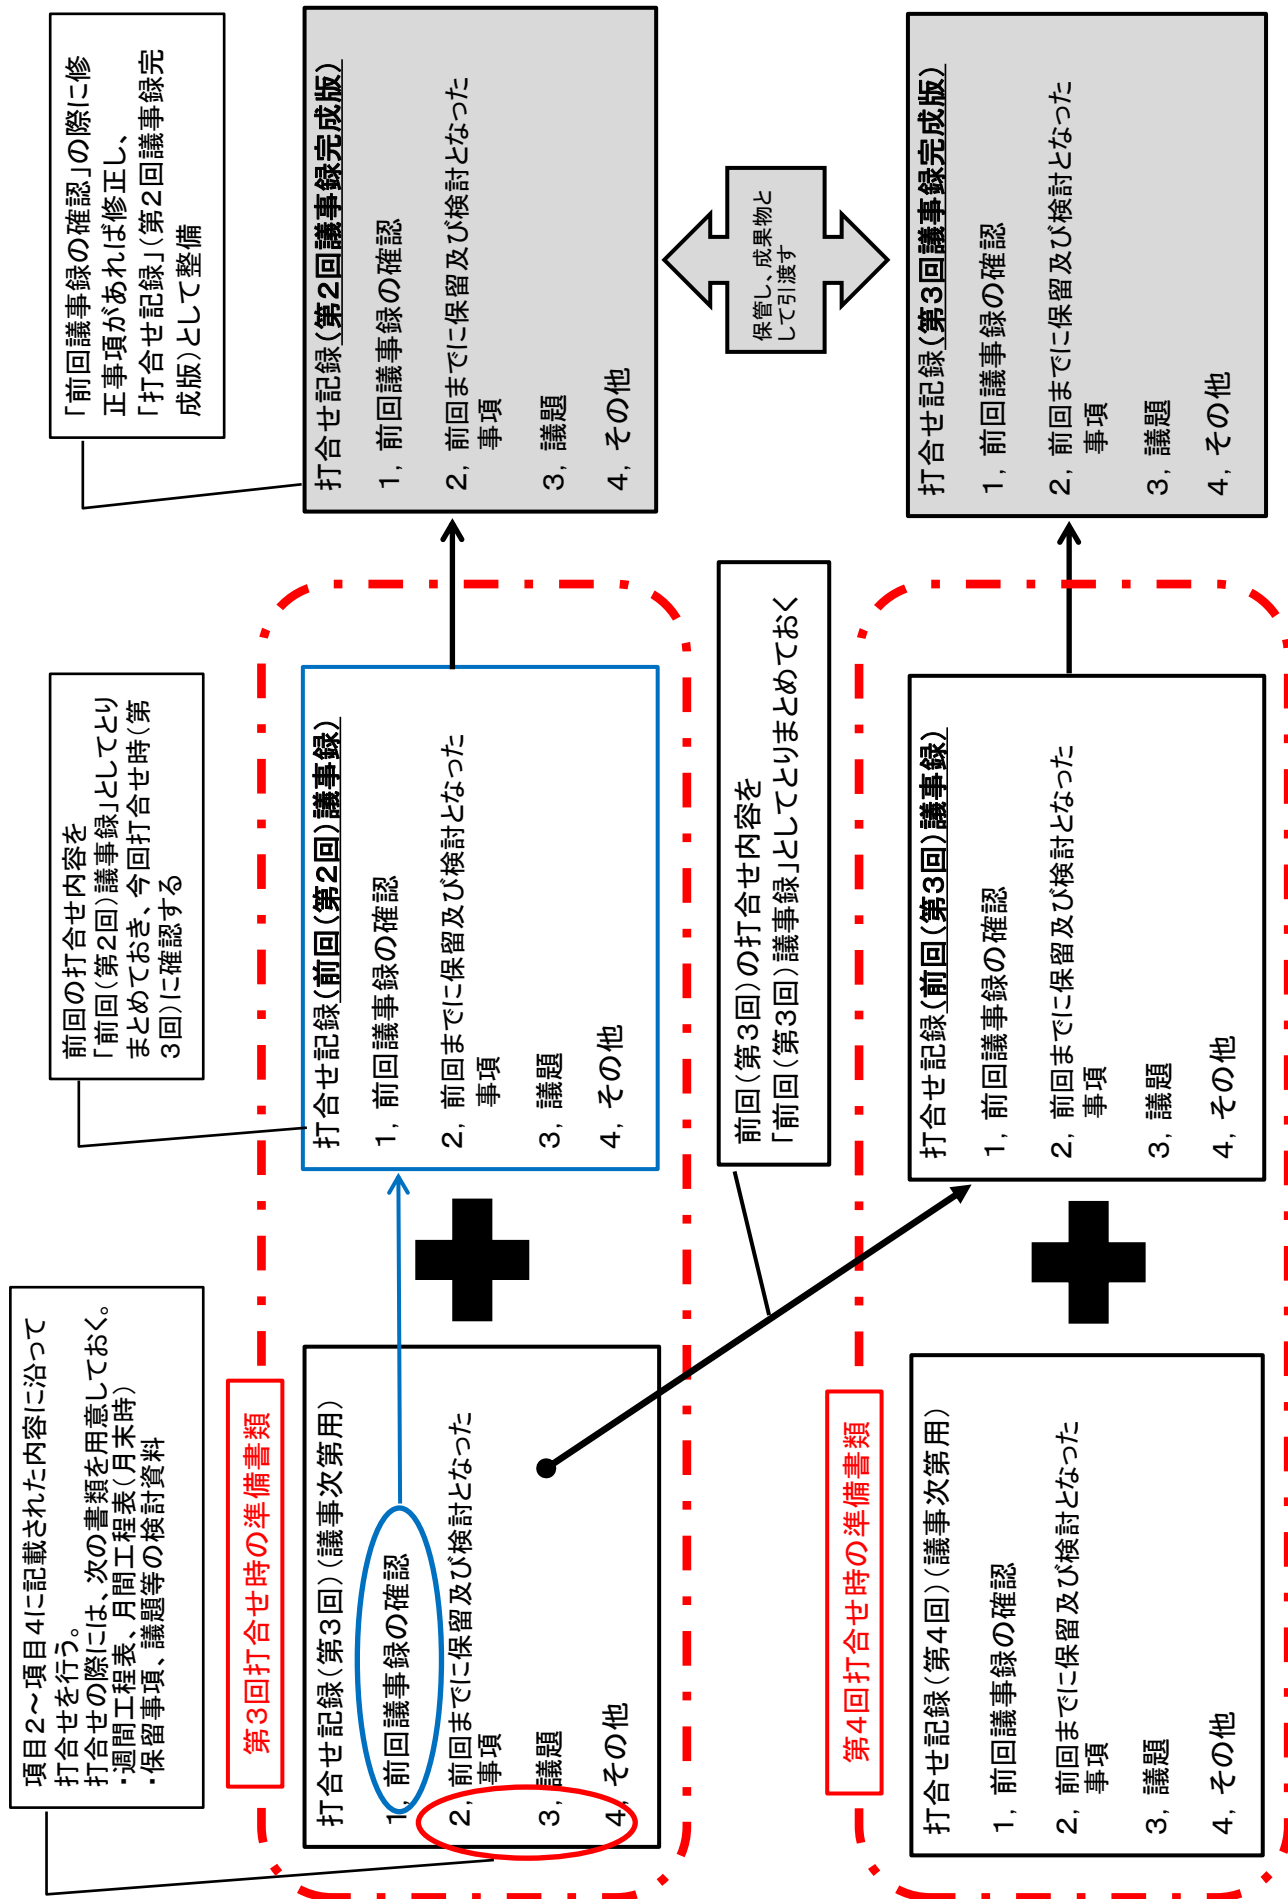 項目2～項目4に記載された内容に沿って
打合せを行う。
打合せの際には、次の書類を用意しておく。
・週間工程表、月間工程表(月末時)
・保留事項、議題等の検討資料
前回の打合せ内容を
「前回(第2回)議事録」としてとり
まとめておき、今回打合せ時(第
3回)に確認する
「前回議事録の確認」の際に修
正事項があれば修正し、
「打合せ記録」(第2回議事録完
成版)として整備
第3回打合せ時の準備書類
打合せ記録(第3回)(議事次第用)
1, 前回議事録の確認
2, 前回までに保留及び検討となった
事項
3, 議題
4, その他
打合せ記録(前回(第2回)議事録)
1, 前回議事録の確認
2, 前回までに保留及び検討となった
事項
3, 議題
4, その他
打合せ記録(第2回議事録完成版)
1, 前回議事録の確認
2, 前回までに保留及び検討となった
事項
3, 議題
4, その他
前回(第3回)の打合せ内容を
「前回(第3回)議事録」としてとりまとめておく
保管し、成果物と
して引渡す
第4回打合せ時の準備書類
打合せ記録(第4回)(議事次第用)
1, 前回議事録の確認
2, 前回までに保留及び検討となった
事項
3, 議題
4, その他
打合せ記録(前回(第3回)議事録)
1, 前回議事録の確認
2, 前回までに保留及び検討となった
事項
3, 議題
4, その他
打合せ記録(第3回議事録完成版)
1, 前回議事録の確認
2, 前回までに保留及び検討となった
事項
3, 議題
4, その他